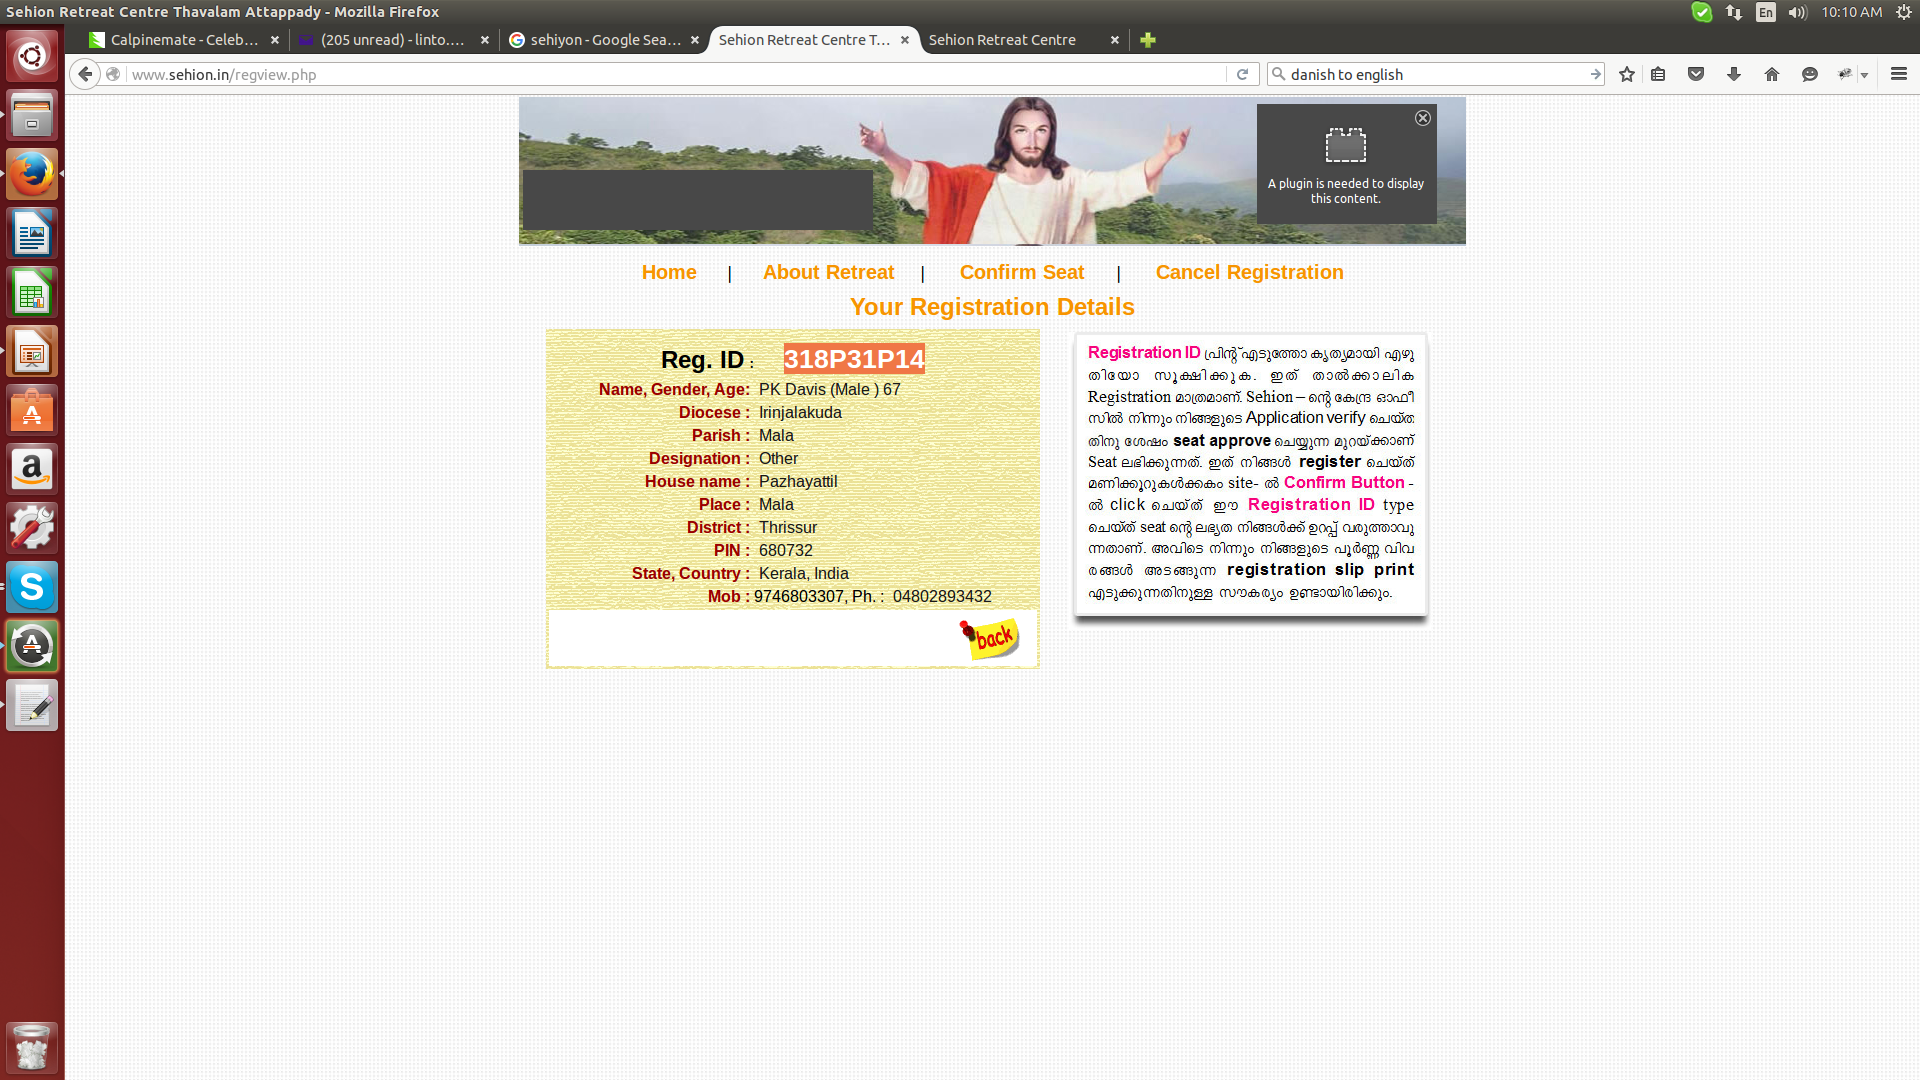 Sehion Retreat Centre Thavalam Attappady - Mozilla Firefox
En 10:10 AM
Calpinemate - Celeb... (205 unread) - linto.... sehiyon - Google Sea... Sehion Retreat Centre T... Sehion Retreat Centre
www.sehion.in/regview.php danish to english
A plugin is needed to display
this content.
Home | About Retreat | Confirm Seat | Cancel Registration
Your Registration Details
Reg. ID : 318P31P14
Name, Gender, Age: PK Davis (Male ) 67
Diocese : Irinjalakuda
Parish : Mala
Designation : Other
House name : Pazhayattil
Place : Mala
District : Thrissur
PIN : 680732
State, Country : Kerala, India
Mob : 9746803307, Ph. : 04802893432
back
Registration ID പ്രിന്റ് എടുത്തോ കൃത്യമായി എഴു
തിയോ സൂക്ഷിക്കുക. ഇത് താൽക്കാലിക
Registration മാത്രമാണ്. Sehion – ന്റെ കേന്ദ്ര ഓഫീ
സിൽ നിന്നും നിങ്ങളുടെ Application verify ചെയ്ത
തിനു ശേഷം seat approve ചെയ്യുന്ന മുറയ്ക്കാണ്
Seat ലഭിക്കുന്നത്. ഇത് നിങ്ങൾ register ചെയ്ത്
മണിക്കൂറുകൾക്കകം site- ൽ Confirm Button -
ൽ click ചെയ്ത് ഈ Registration ID type
ചെയ്ത് seat ന്റെ ലഭ്യത നിങ്ങൾക്ക് ഉറപ്പ് വരുത്താവു
ന്നതാണ്. അവിടെ നിന്നും നിങ്ങളുടെ പൂർണ്ണ വിവ
രങ്ങൾ അടങ്ങുന്ന registration slip print
എടുക്കുന്നതിനുള്ള സൗകര്യം ഉണ്ടായിരിക്കും.